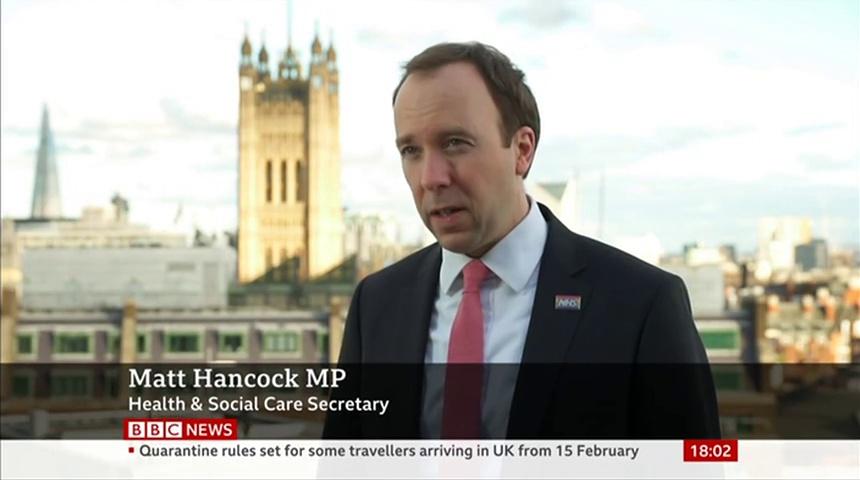 NHS
Matt Hancock MP
Health & Social Care Secretary
BBC NEWS
Quarantine rules set for some travellers arriving in UK from 15 February
18:02